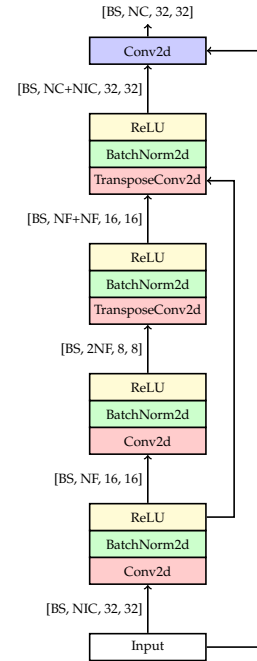 [BS, NC, 32, 32]
Conv2d
[BS, NC+NIC, 32, 32]
ReLU
BatchNorm2d
TransposeConv2d
[BS, NF+NF, 16, 16]
ReLU
BatchNorm2d
TransposeConv2d
[BS, 2NF, 8, 8]
ReLU
BatchNorm2d
Conv2d
[BS, NF, 16, 16]
ReLU
BatchNorm2d
Conv2d
[BS, NIC, 32, 32]
Input